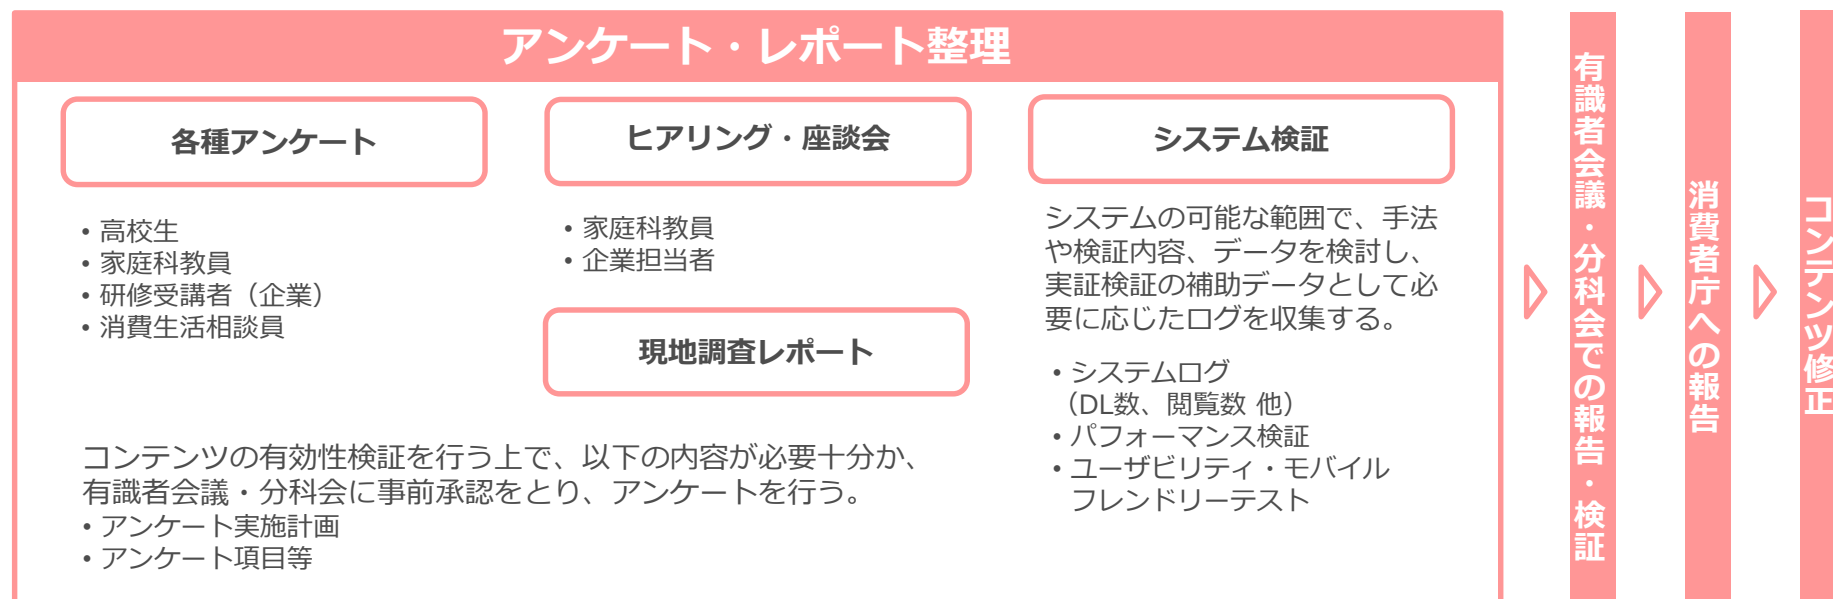 アンケート・レポート整理
各種アンケート
・高校生
・家庭科教員
・研修受講者（企業）
・消費生活相談員
ヒアリング・座談会
・家庭科教員
・企業担当者
現地調査レポート
コンテンツの有効性検証を行う上で、以下の内容が必要十分か、
有識者会議・分科会に事前承認をとり、アンケートを行う。
・アンケート実施計画
・アンケート項目等
システム検証
システムの可能な範囲で、手法
や検証内容、データを検討し、
実証検証の補助データとして必
要に応じたログを収集する。
・システムログ
（DL数、閲覧数 他）
・パフォーマンス検証
・ユーザビリティ・モバイル
フレンドリーテスト
有識者会議・分科会での報告・検証
消費者庁への報告
コンテンツ修正